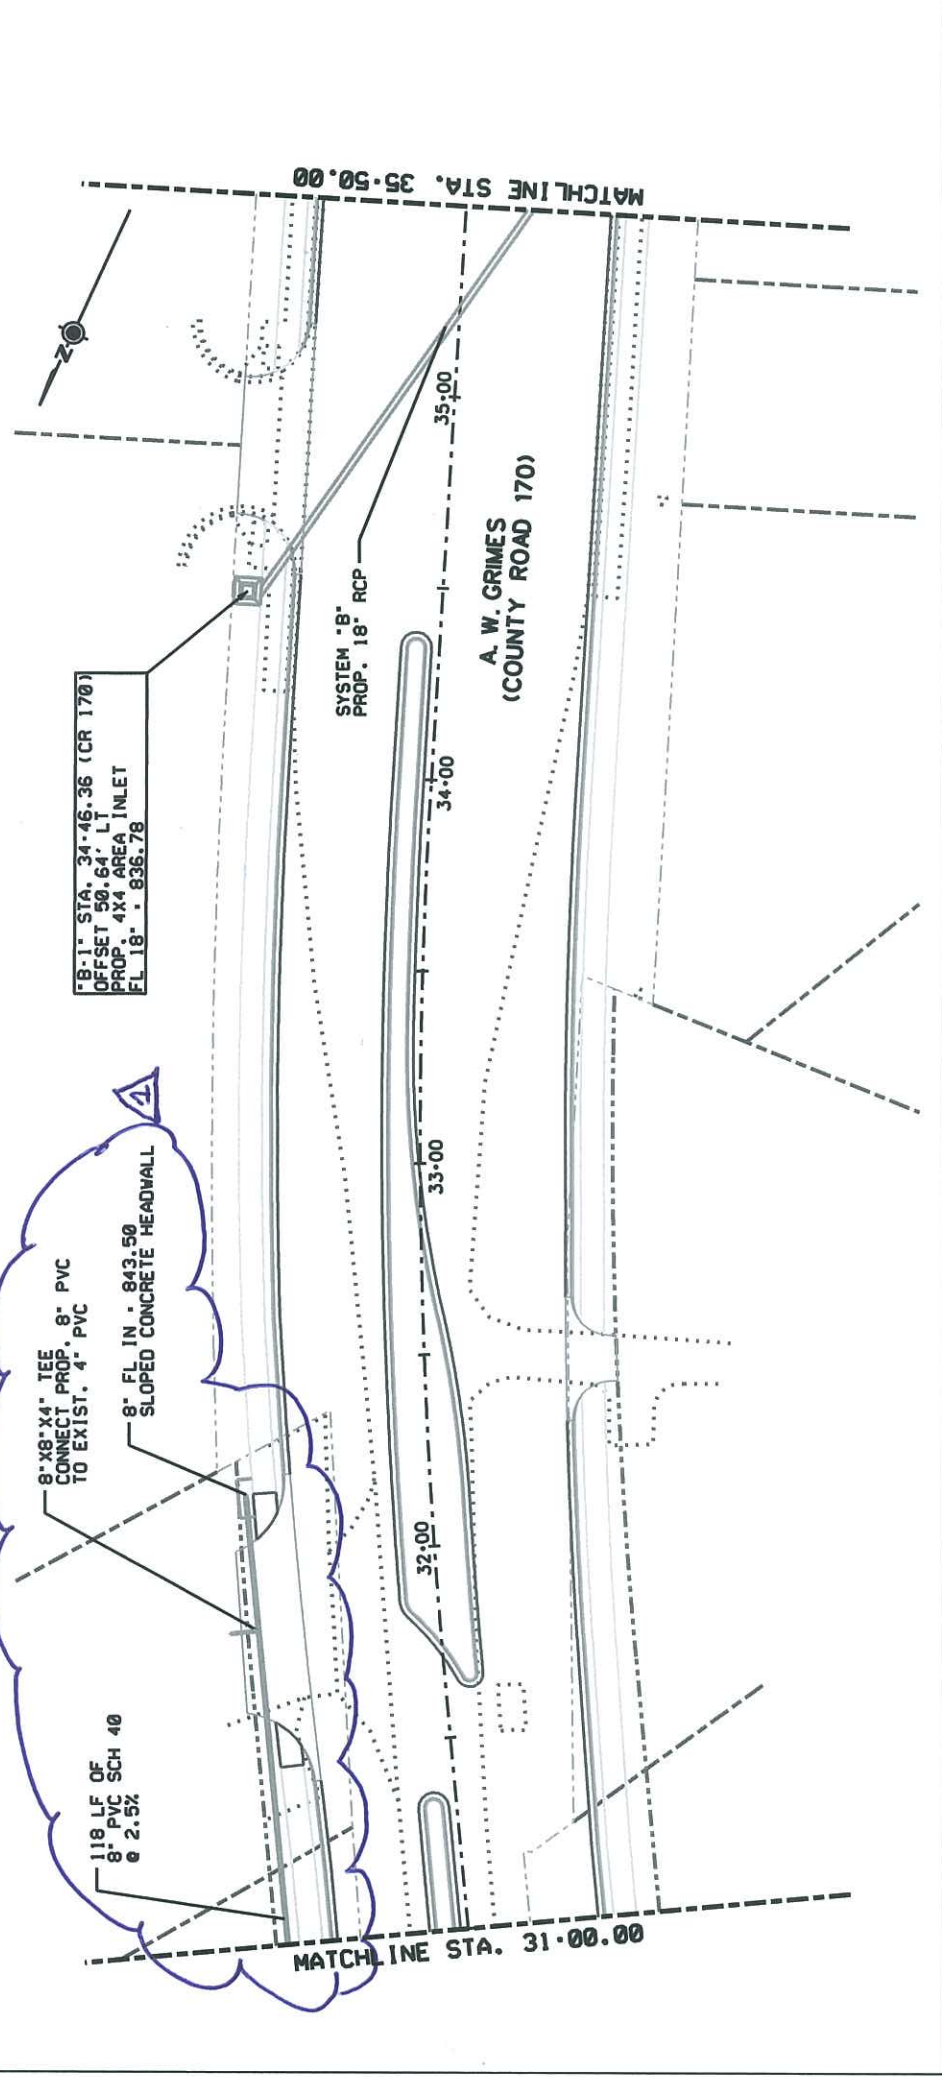 MATCHLINE STA. 31+00.00
118 LF OF
8" PVC SCH 40
@ 2.5%
8"X8"X4" TEE
CONNECT PROP. 8" PVC
TO EXIST. 4" PVC
8" FL IN = 843.50
SLOPED CONCRETE HEADWALL
1
"B-1" STA. 34+46.36 (CR 170)
OFFSET 50.64' LT
PROP. 4X4 AREA INLET
FL 18" = 836.78
SYSTEM "B"
PROP. 18" RCP
A. W. GRIMES
(COUNTY ROAD 170)
32+00
33+00
34+00
35+00
N
MATCHLINE STA. 35+50.00